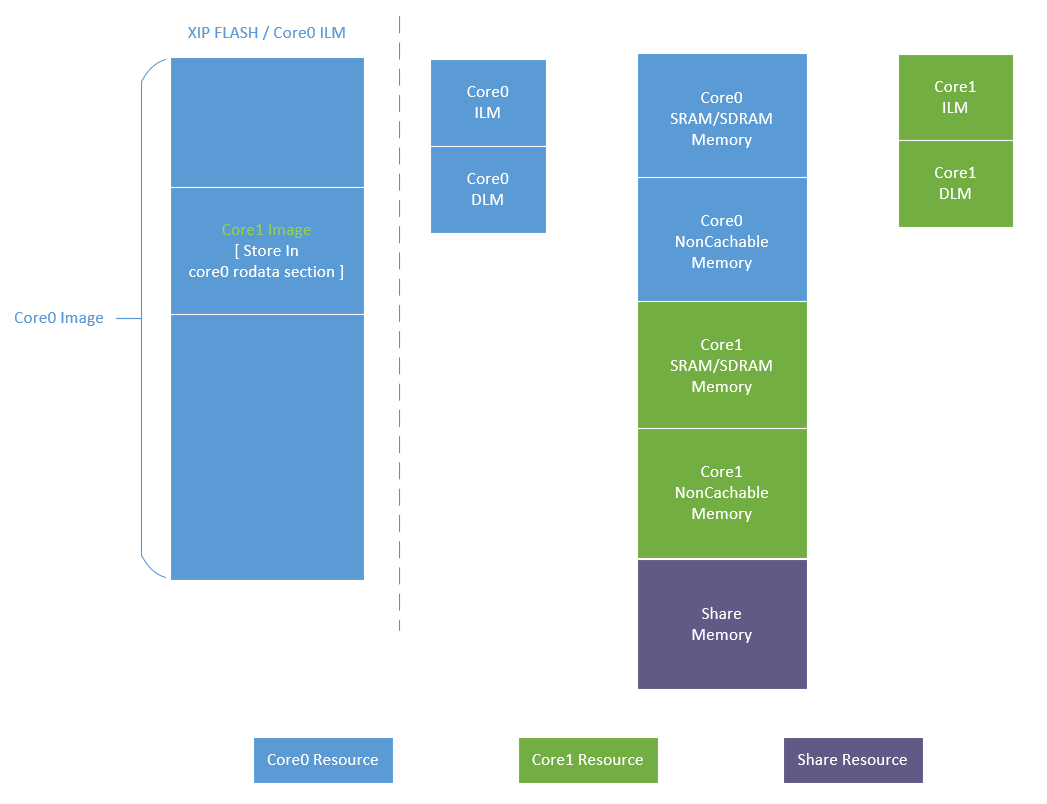 XIP FLASH / Core0 ILM
Core0 Image
Core1 Image
[ Store In
core0 rodata section ]
Core0
ILM
Core0
DLM
Core0
SRAM/SDRAM
Memory
Core0
NonCachable
Memory
Core1
SRAM/SDRAM
Memory
Core1
NonCachable
Memory
Share
Memory
Core1
ILM
Core1
DLM
Core0 Resource
Core1 Resource
Share Resource